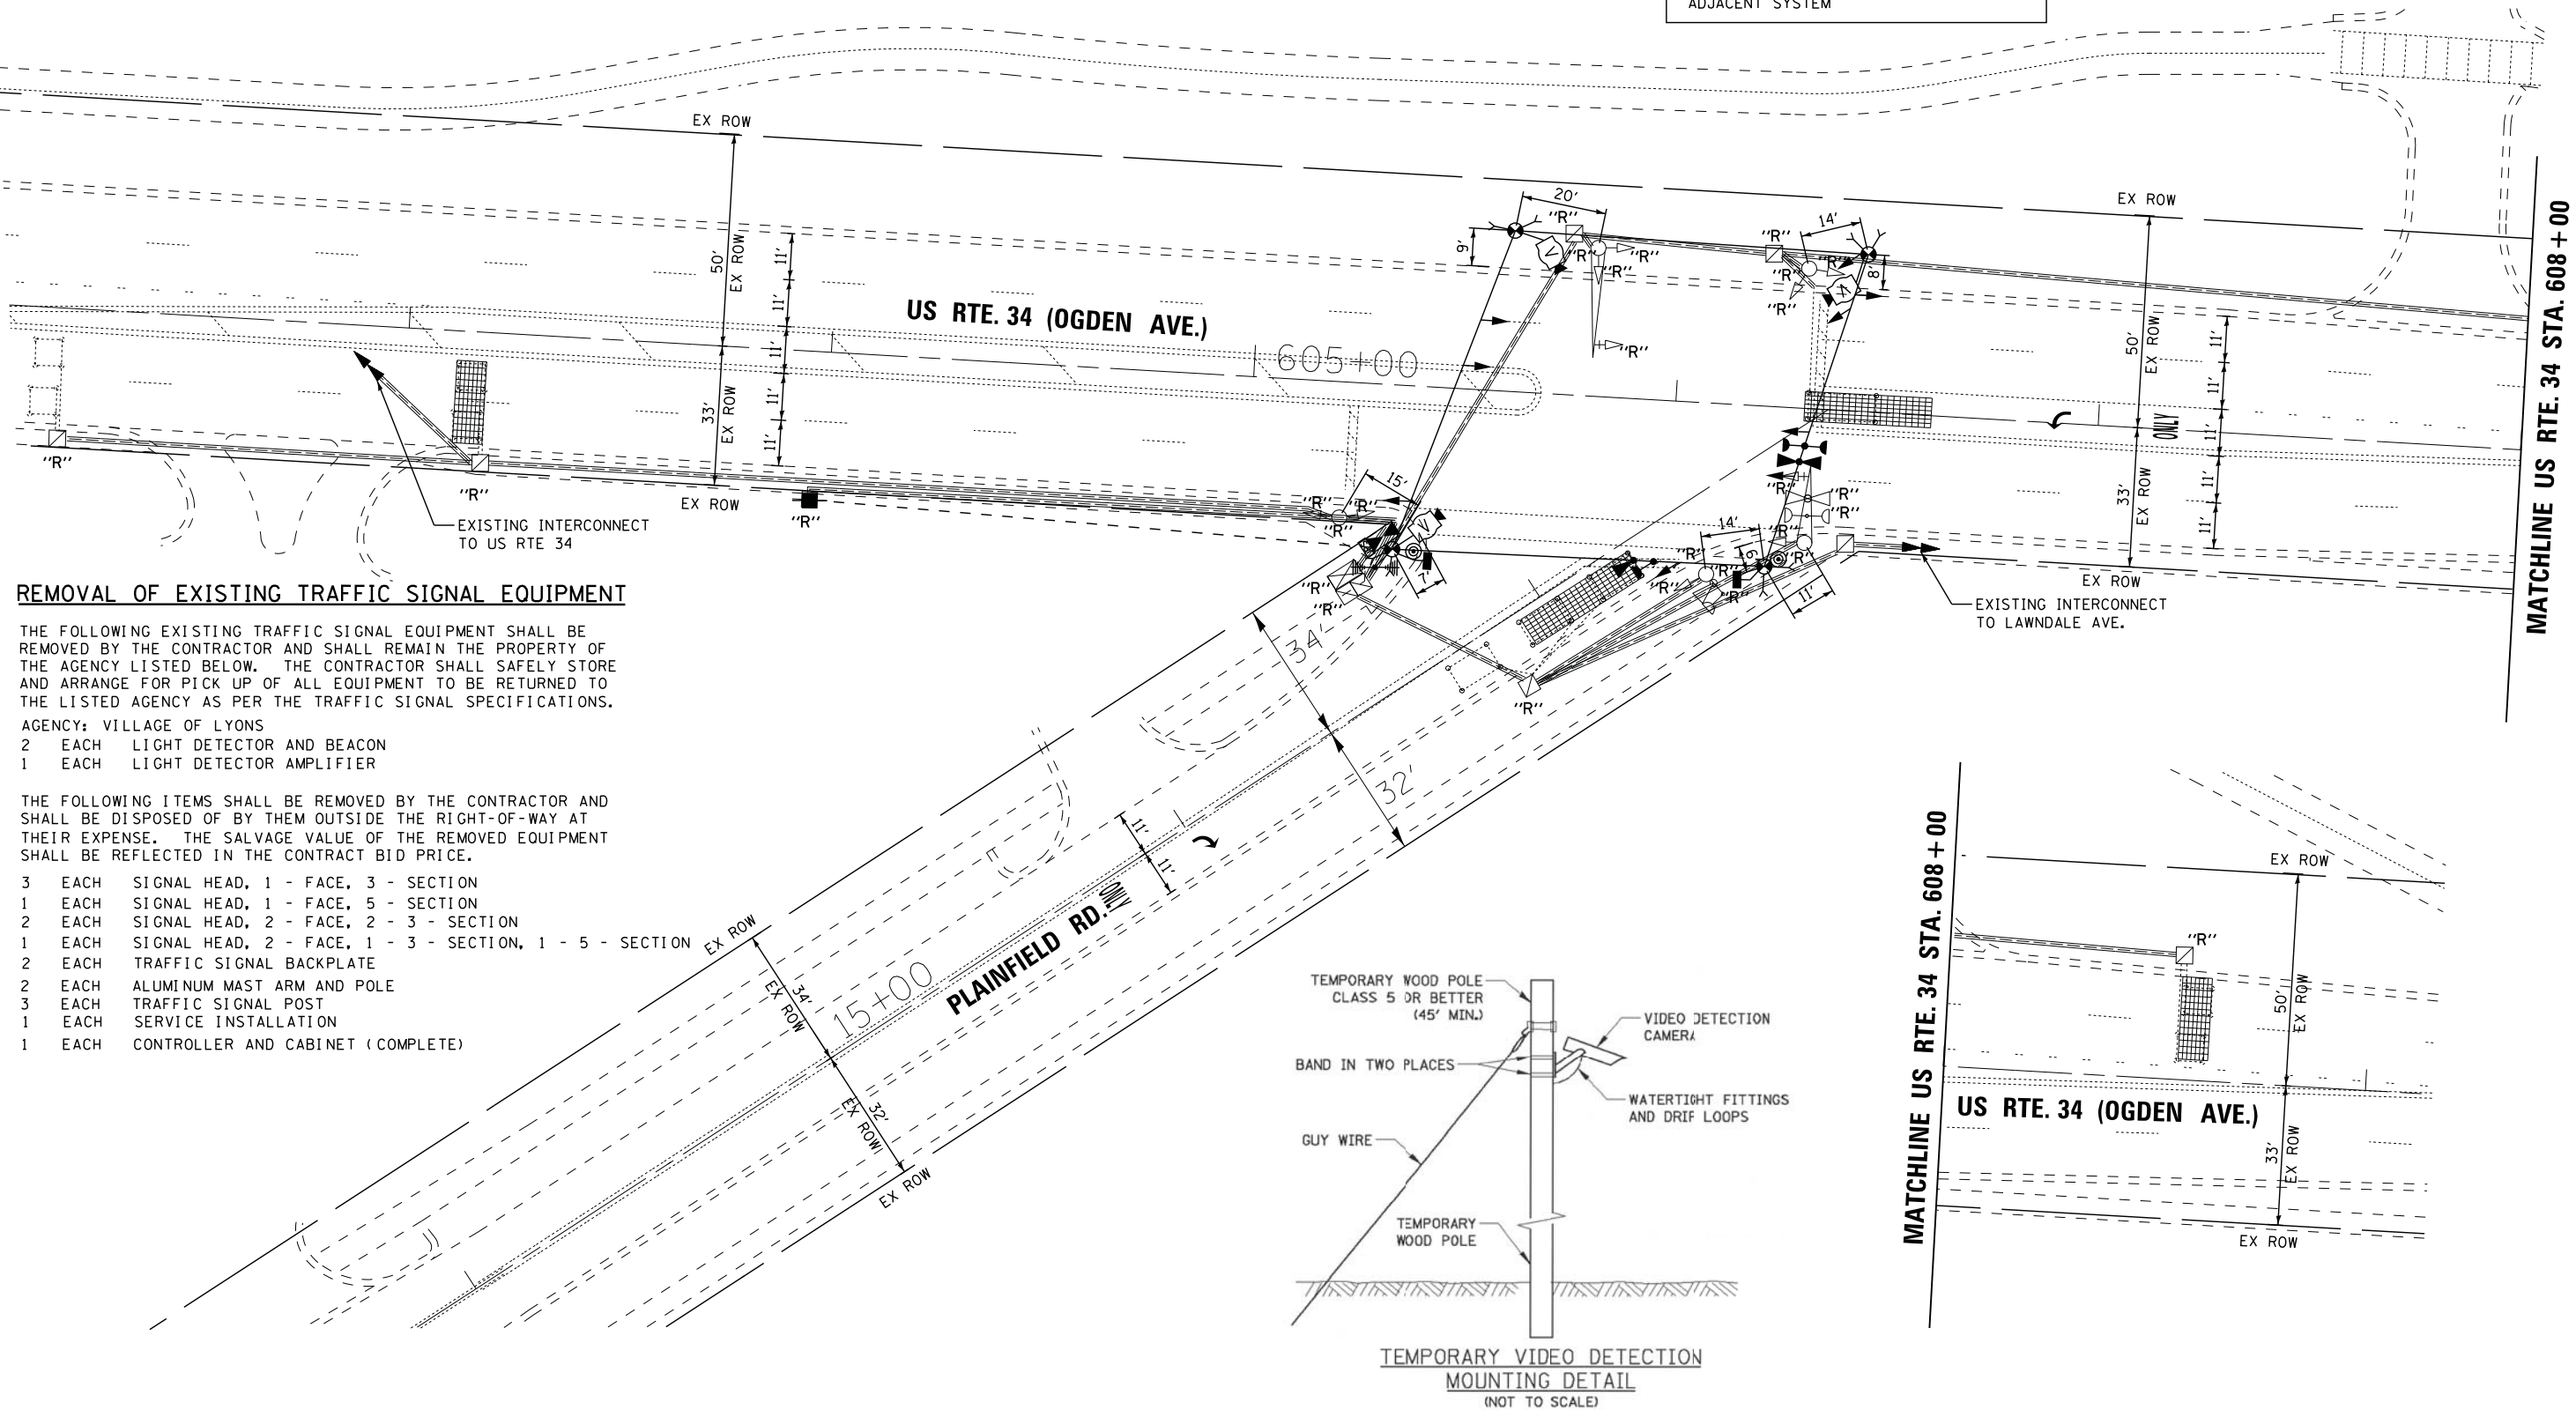 ADJACENT SYSTEM
EX ROW
50'
EX ROW
33'
EX ROW
EX ROW
11'
11'
11'
11'
11'
US RTE. 34 (OGDEN AVE.)
605+00
20'
9'
"R"
"R"
"R"
"R"
"R"
14'
"R"
"R"
"R"
"R"
8'
EX ROW
50'
EX ROW
33'
EX ROW
EX ROW
11'
11'
11'
11'
11'
ONLY
MATCHLINE US RTE. 34 STA. 608+00
"R"
"R"
"R"
EXISTING INTERCONNECT
TO US RTE 34
15'
"R"
"R"
"R"
"R"
"R"
7'
14'
6'
"R"
"R"
"R"
"R"
"R"
"R"
"R"
"R"
11'
"R"
EXISTING INTERCONNECT
TO LAWNDALE AVE.
REMOVAL OF EXISTING TRAFFIC SIGNAL EQUIPMENT
THE FOLLOWING EXISTING TRAFFIC SIGNAL EQUIPMENT SHALL BE
REMOVED BY THE CONTRACTOR AND SHALL REMAIN THE PROPERTY OF
THE AGENCY LISTED BELOW. THE CONTRACTOR SHALL SAFELY STORE
AND ARRANGE FOR PICK UP OF ALL EQUIPMENT TO BE RETURNED TO
THE LISTED AGENCY AS PER THE TRAFFIC SIGNAL SPECIFICATIONS.
AGENCY: VILLAGE OF LYONS
2 EACH LIGHT DETECTOR AND BEACON
1 EACH LIGHT DETECTOR AMPLIFIER
THE FOLLOWING ITEMS SHALL BE REMOVED BY THE CONTRACTOR AND
SHALL BE DISPOSED OF BY THEM OUTSIDE THE RIGHT-OF-WAY AT
THEIR EXPENSE. THE SALVAGE VALUE OF THE REMOVED EQUIPMENT
SHALL BE REFLECTED IN THE CONTRACT BID PRICE.
3 EACH SIGNAL HEAD, 1 - FACE, 3 - SECTION
1 EACH SIGNAL HEAD, 1 - FACE, 5 - SECTION
2 EACH SIGNAL HEAD, 2 - FACE, 2 - 3 - SECTION
1 EACH SIGNAL HEAD, 2 - FACE, 1 - 3 - SECTION, 1 - 5 - SECTION
2 EACH TRAFFIC SIGNAL BACKPLATE
2 EACH ALUMINUM MAST ARM AND POLE
3 EACH TRAFFIC SIGNAL POST
1 EACH SERVICE INSTALLATION
1 EACH CONTROLLER AND CABINET (COMPLETE)
34'
32'
11'
11'
ONLY
PLAINFIELD RD.
15+00
EX ROW
34'
EX ROW
32'
EX ROW
EX ROW
TEMPORARY WOOD POLE
CLASS 5 OR BETTER
(45' MIN.)
VIDEO DETECTION
CAMERA
BAND IN TWO PLACES
WATERTIGHT FITTINGS
AND DRIP LOOPS
GUY WIRE
TEMPORARY
WOOD POLE
TEMPORARY VIDEO DETECTION
MOUNTING DETAIL
(NOT TO SCALE)
MATCHLINE US RTE. 34 STA. 608+00
EX ROW
"R"
50'
EX ROW
US RTE. 34 (OGDEN AVE.)
33'
EX ROW
EX ROW